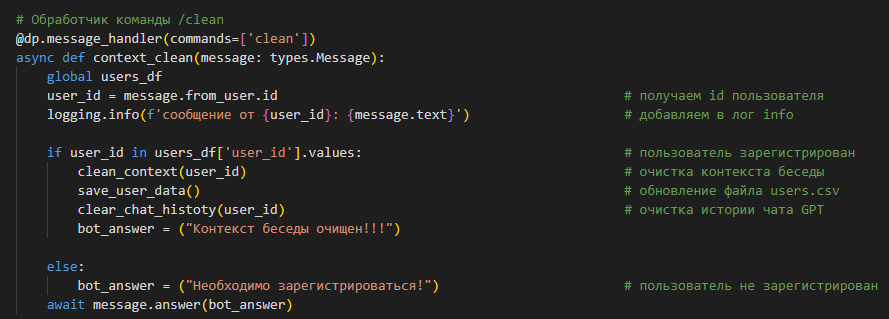 # Обработчик команды /clean
@dp.message_handler(commands=['clean'])
async def context_clean(message: types.Message):
    global users_df
    user_id = message.from_user.id # получаем id пользователя
    logging.info(f'сообщение от {user_id}: {message.text}') # добавляем в лог info
    if user_id in users_df['user_id'].values: # пользователь зарегистрирован
        clean_context(user_id) # очистка контекста беседы
        save_user_data() # обновление файла users.csv
        clear_chat_histoty(user_id) # очистка истории чата GPT
        bot_answer = ("Контекст беседы очищен!!!")
    else:
        bot_answer = ("Необходимо зарегистрироваться!") # пользователь не зарегистрирован
    await message.answer(bot_answer)